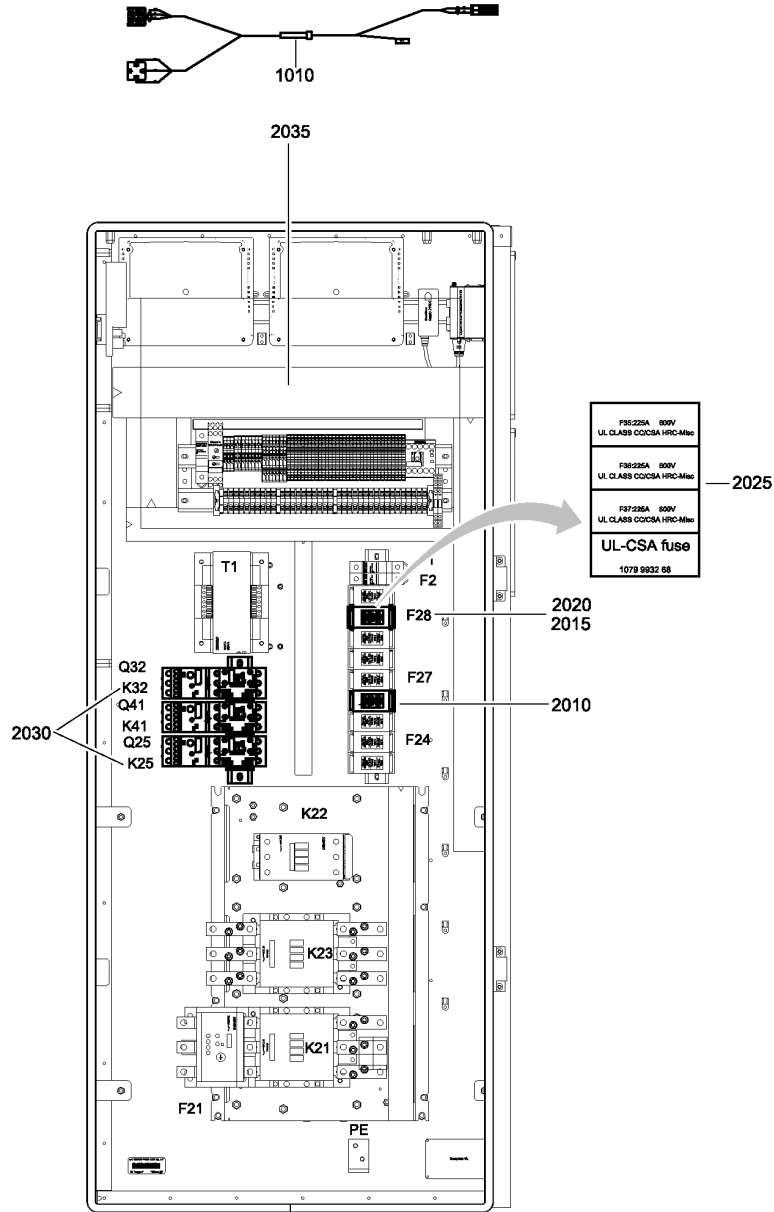 1010
2035
F35:225A 600V
UL CLASS CC/CSA HRC-Misc
F36:225A 600V
UL CLASS CC/CSA HRC-Misc
F37:225A 600V
UL CLASS CC/CSA HRC-Misc
UL-CSA fuse
1079 9932 68
2025
T1
F2
F28
2020
2015
Q32
K32
Q41
K41
Q25
K25
2030
F27
2010
F24
K22
K23
K21
F21
PE